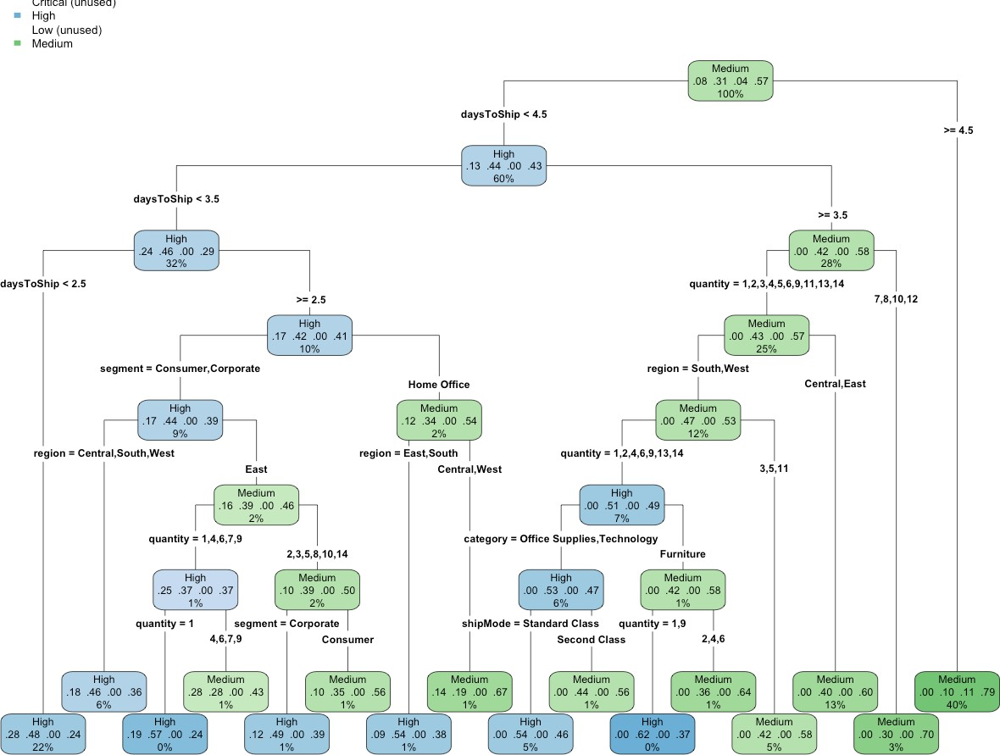 Critical (unused)
High
Low (unused)
Medium
Medium
.08 .31 .04 .57
100%
daysToShip < 4.5
>= 4.5
High
.13 .44 .00 .43
60%
daysToShip < 3.5
>= 3.5
High
.24 .46 .00 .29
32%
Medium
.00 .42 .00 .58
28%
daysToShip < 2.5
>= 2.5
quantity = 1,2,3,4,5,6,9,11,13,14
7,8,10,12
High
.17 .42 .00 .41
10%
Medium
.00 .43 .00 .57
25%
segment = Consumer,Corporate
Home Office
region = South,West
Central,East
High
.17 .44 .00 .39
9%
Medium
.12 .34 .00 .54
2%
Medium
.00 .47 .00 .53
12%
region = Central,South,West
East
region = East,South
Central,West
quantity = 1,2,4,6,9,13,14
3,5,11
Medium
.16 .39 .00 .46
2%
High
.00 .51 .00 .49
7%
quantity = 1,4,6,7,9
2,3,5,8,10,14
category = Office Supplies,Technology
Furniture
High
.25 .37 .00 .37
1%
Medium
.10 .39 .00 .50
2%
High
.00 .53 .00 .47
6%
Medium
.00 .42 .00 .58
1%
quantity = 1
4,6,7,9
segment = Corporate
Consumer
shipMode = Standard Class
Second Class
quantity = 1,9
2,4,6
High
.18 .46 .00 .36
6%
Medium
.28 .28 .00 .43
1%
Medium
.10 .35 .00 .56
1%
Medium
.14 .19 .00 .67
1%
Medium
.00 .44 .00 .56
1%
Medium
.00 .36 .00 .64
1%
Medium
.00 .40 .00 .60
13%
Medium
.00 .10 .11 .79
40%
High
.28 .48 .00 .24
22%
High
.19 .57 .00 .24
0%
High
.12 .49 .00 .39
1%
High
.09 .54 .00 .38
1%
High
.00 .54 .00 .46
5%
High
.00 .62 .00 .37
0%
Medium
.00 .42 .00 .58
5%
Medium
.00 .30 .00 .70
3%